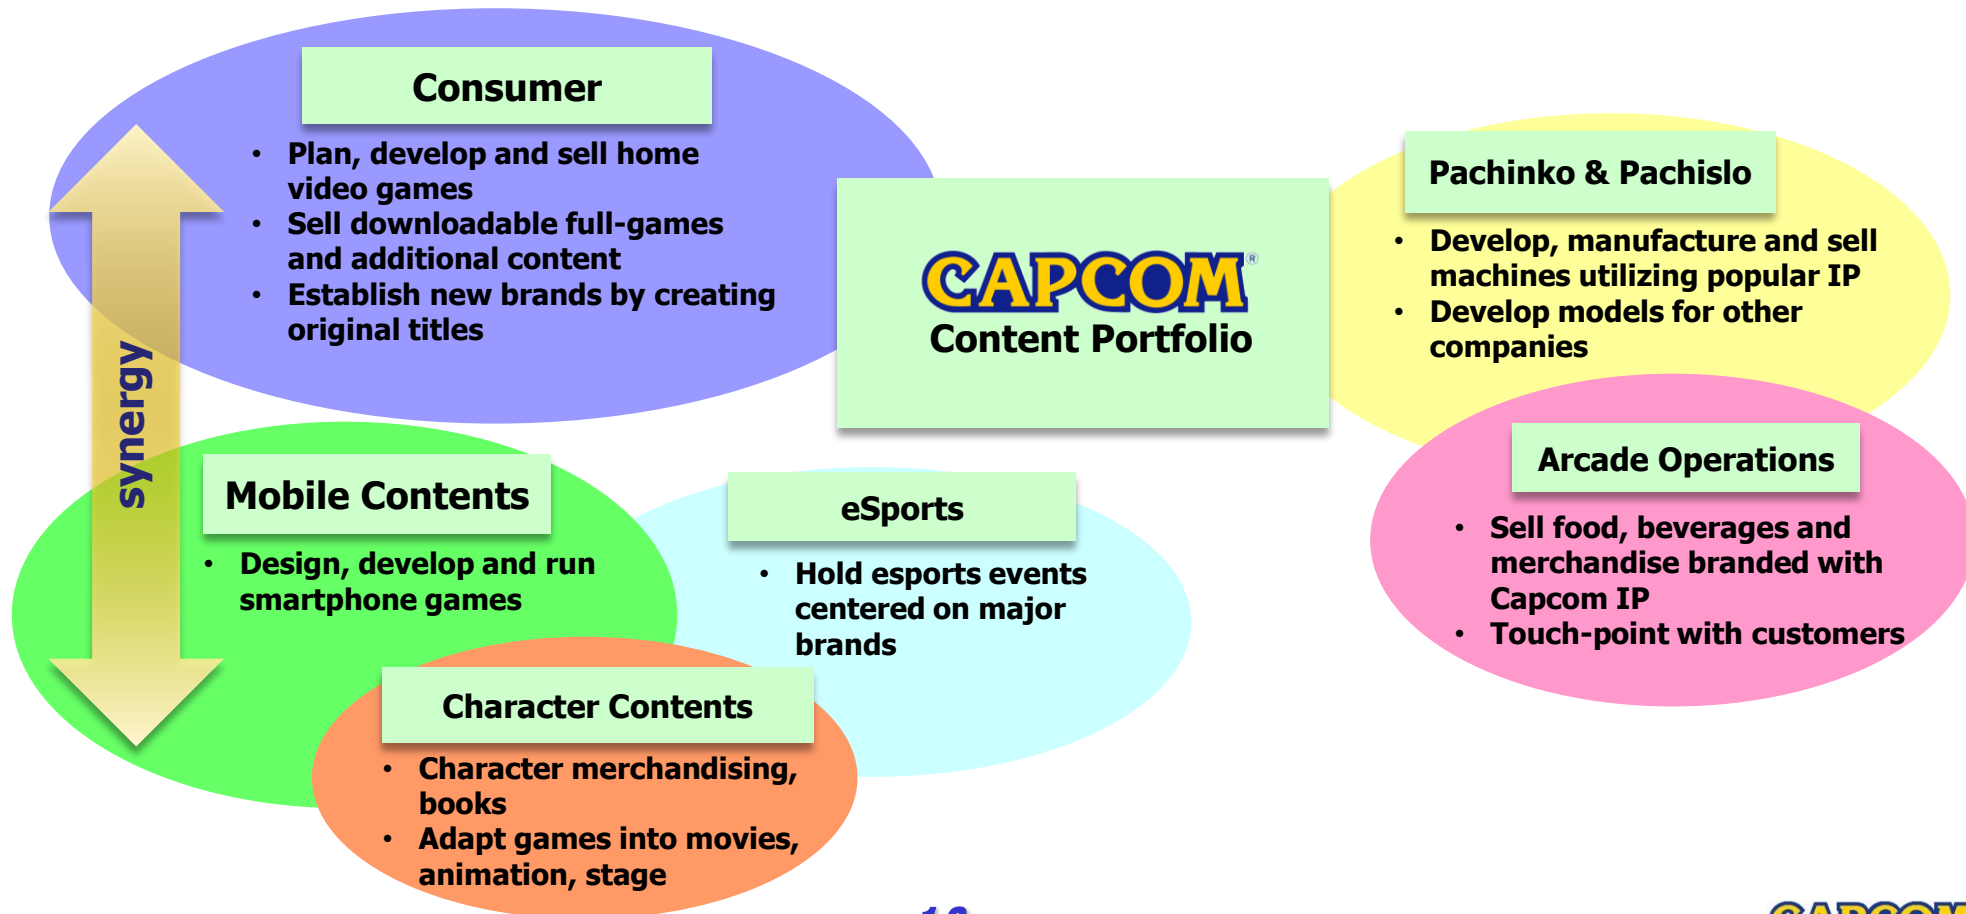 Consumer
• Plan, develop and sell home
video games
• Sell downloadable full-games
and additional content
• Establish new brands by creating
original titles
synergy
CAPCOM®
Content Portfolio
Pachinko & Pachislo
• Develop, manufacture and sell
machines utilizing popular IP
• Develop models for other
companies
Mobile Contents
• Design, develop and run
smartphone games
eSports
• Hold esports events
centered on major
brands
Arcade Operations
• Sell food, beverages and
merchandise branded with
Capcom IP
• Touch-point with customers
Character Contents
• Character merchandising,
books
• Adapt games into movies,
animation, stage
CAPCOM